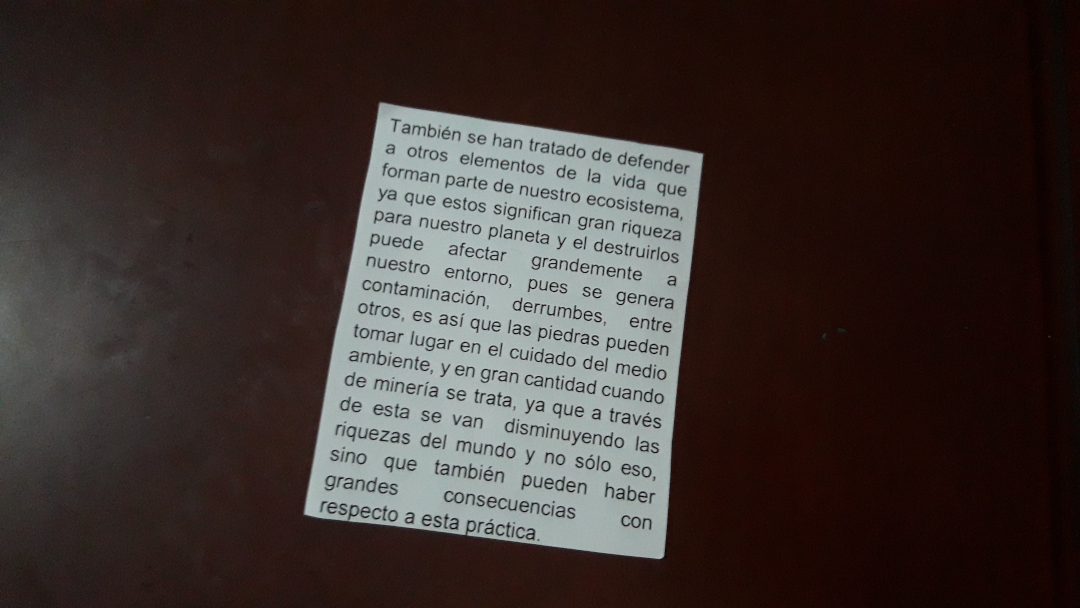 También se han tratado de defender
a otros elementos de la vida que
forman parte de nuestro ecosistema,
ya que estos significan gran riqueza
para nuestro planeta y el destruirlos
puede afectar grandemente a
nuestro entorno, pues se genera
contaminación, derrumbes, entre
otros, es así que las piedras pueden
tomar lugar en el cuidado del medio
ambiente, y en gran cantidad cuando
de minería se trata, ya que a través
de esta se van disminuyendo las
riquezas del mundo y no sólo eso,
sino que también pueden haber
grandes consecuencias con
respecto a esta práctica.